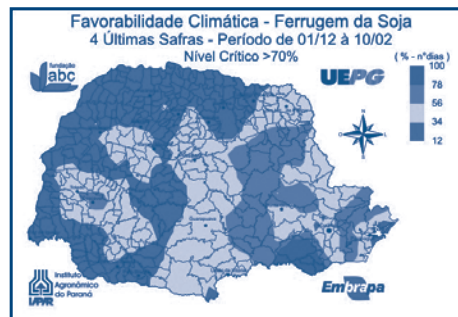 Favorabilidade Climática - Ferrugem da Soja
4 Últimas Safras - Período de 01/12 à 10/02
Nível Crítico >70%
fundação
abc
UEPG
( % - nºdias )
100
78
56
34
12
N
O
L
S
Guarapuava
IAPAR
Instituto
Agronômico
do Paraná
Embrapa